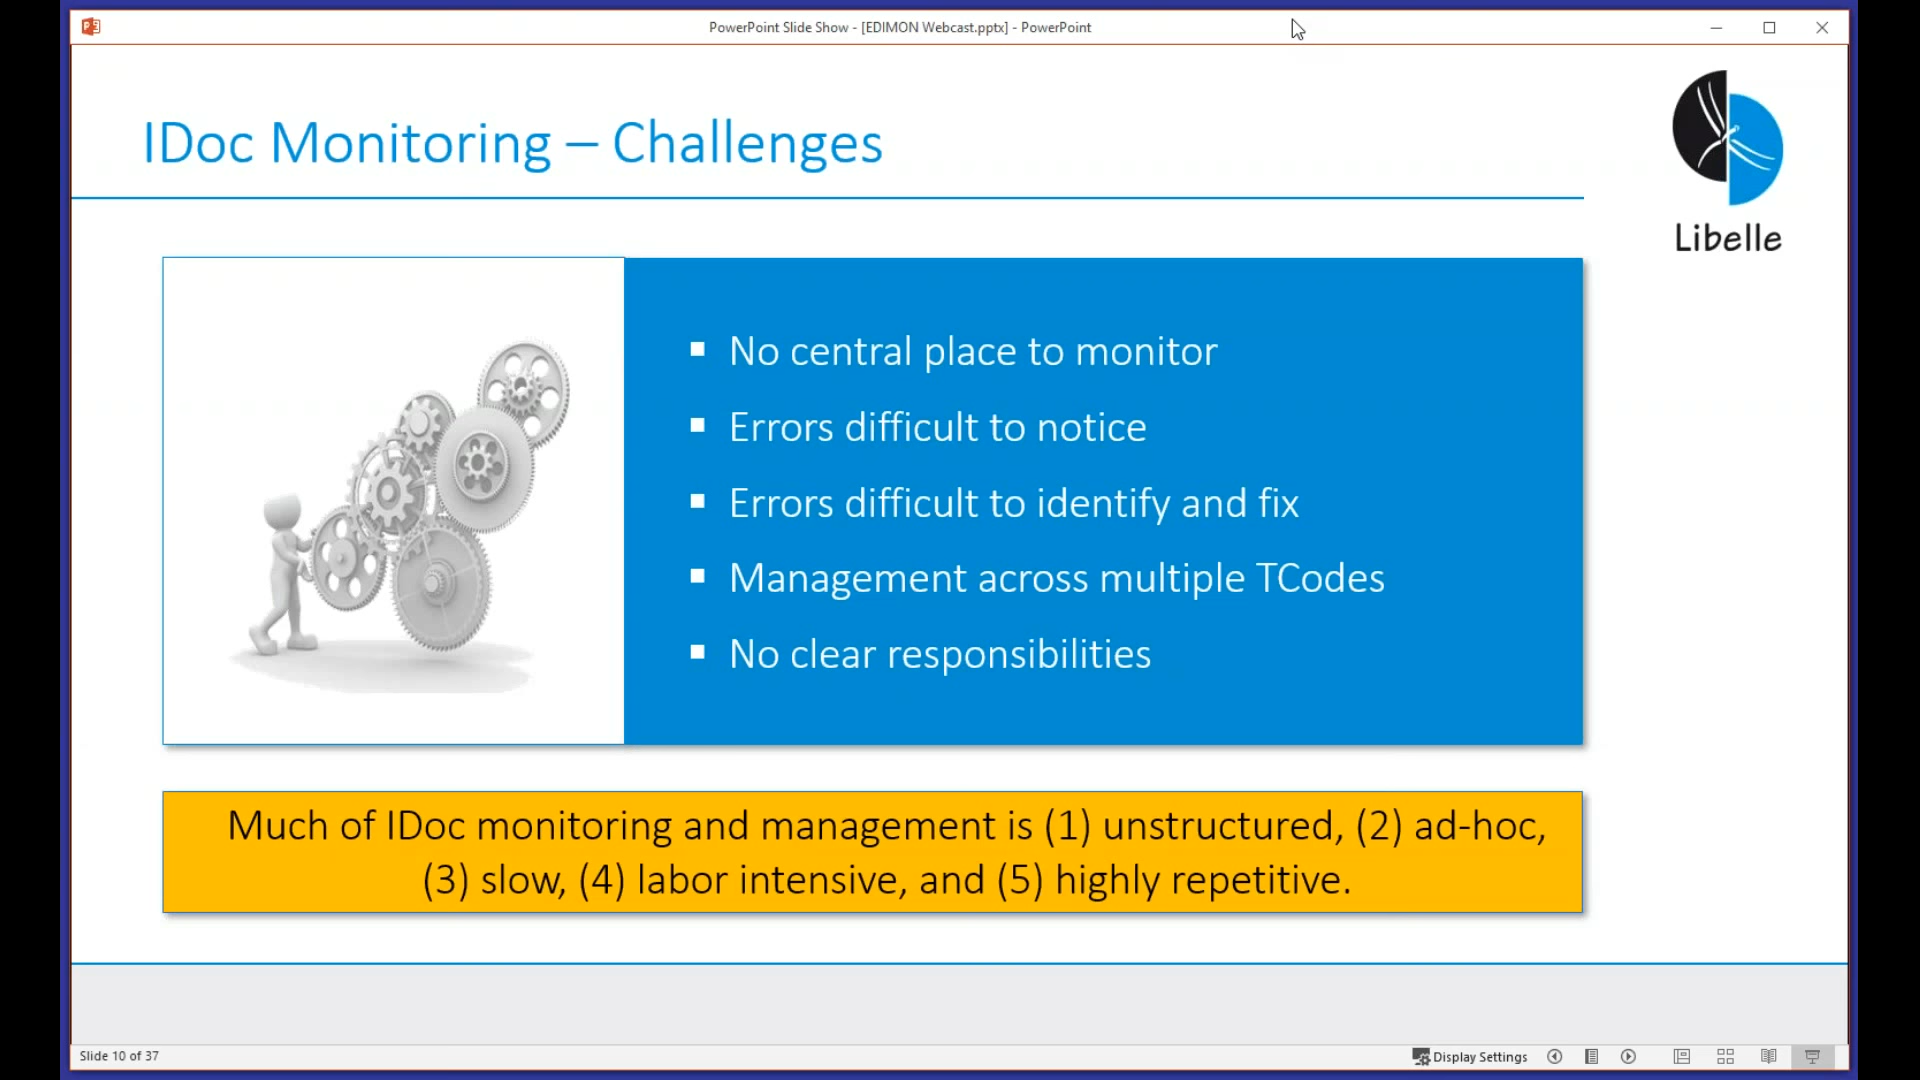 PowerPoint Slide Show - [EDIMON Webcast.pptx] - PowerPoint
IDoc Monitoring – Challenges
Libelle
▪ No central place to monitor
▪ Errors difficult to notice
▪ Errors difficult to identify and fix
▪ Management across multiple TCodes
▪ No clear responsibilities
Much of IDoc monitoring and management is (1) unstructured, (2) ad-hoc,
(3) slow, (4) labor intensive, and (5) highly repetitive.
Slide 10 of 37
Display Settings